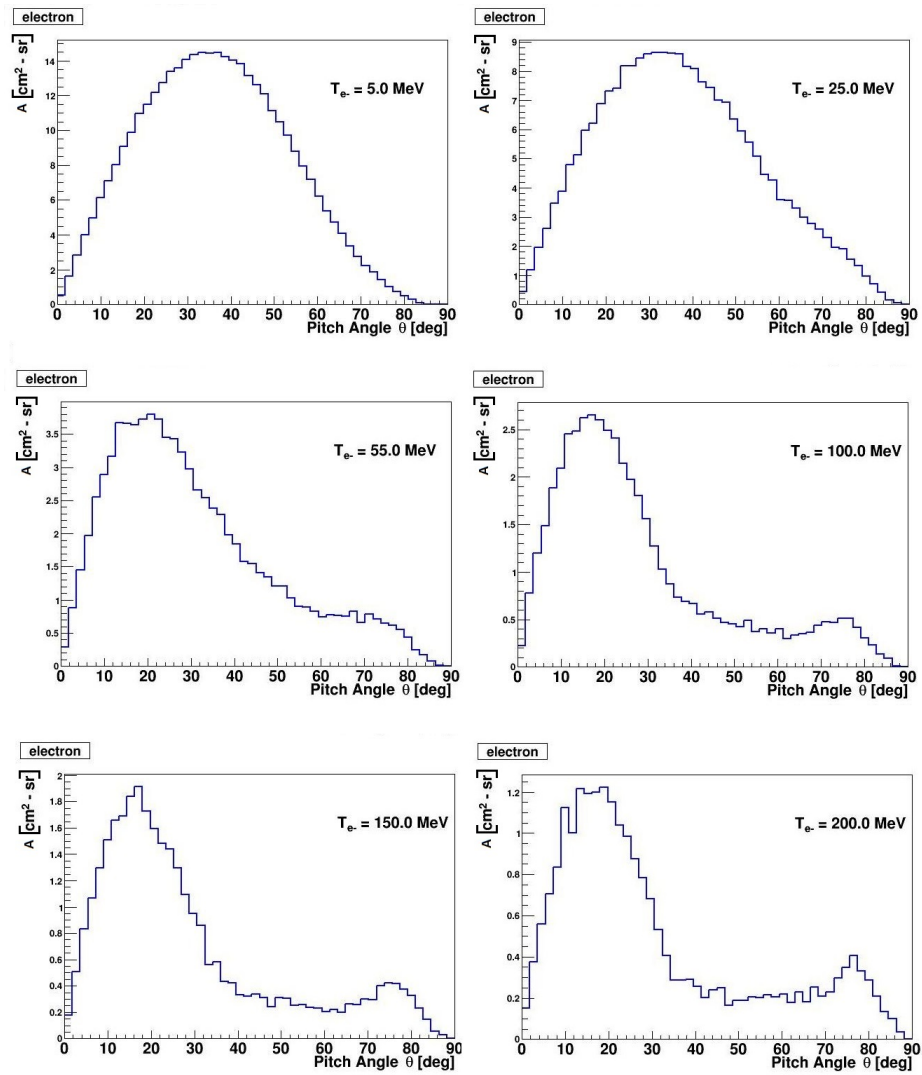 electron
A [cm² - sr]
14
12
10
8
6
4
2
0
Tₑ₋ = 5.0 MeV
0 10 20 30 40 50 60 70 80 90
Pitch Angle θ [deg]
electron
A [cm² - sr]
9
8
7
6
5
4
3
2
1
0
Tₑ₋ = 25.0 MeV
0 10 20 30 40 50 60 70 80 90
Pitch Angle θ [deg]
electron
A [cm² - sr]
3.5
3
2.5
2
1.5
1
0.5
0
Tₑ₋ = 55.0 MeV
0 10 20 30 40 50 60 70 80 90
Pitch Angle θ [deg]
electron
A [cm² - sr]
2.5
2
1.5
1
0.5
0
Tₑ₋ = 100.0 MeV
0 10 20 30 40 50 60 70 80 90
Pitch Angle θ [deg]
electron
A [cm² - sr]
2
1.8
1.6
1.4
1.2
1
0.8
0.6
0.4
0.2
0
Tₑ₋ = 150.0 MeV
0 10 20 30 40 50 60 70 80 90
Pitch Angle θ [deg]
electron
A [cm² - sr]
1.2
1
0.8
0.6
0.4
0.2
0
Tₑ₋ = 200.0 MeV
0 10 20 30 40 50 60 70 80 90
Pitch Angle θ [deg]